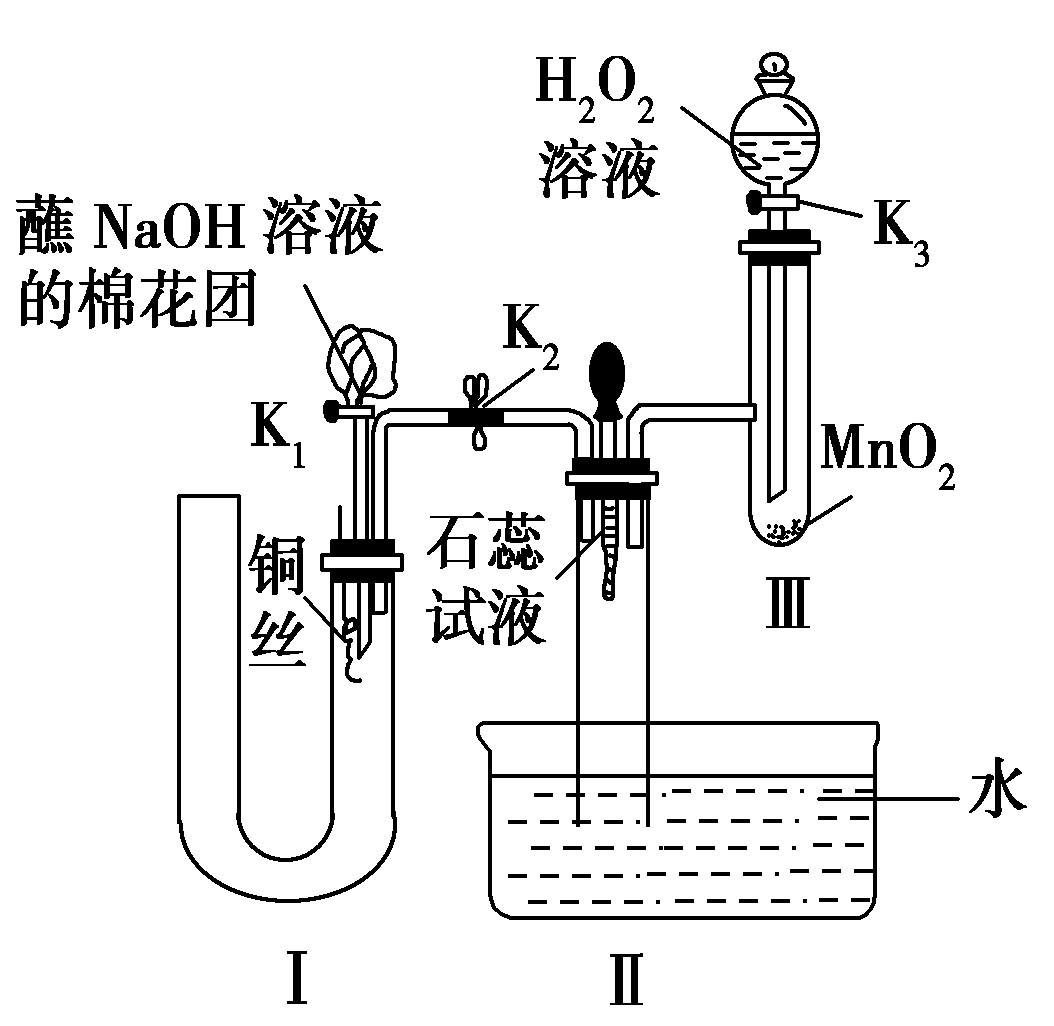 H₂O₂
溶液
K₃
蘸 NaOH 溶液
的棉花团
K₂
K₁
MnO₂
铜
丝
石蕊
试液
Ⅲ
水
Ⅰ
Ⅱ